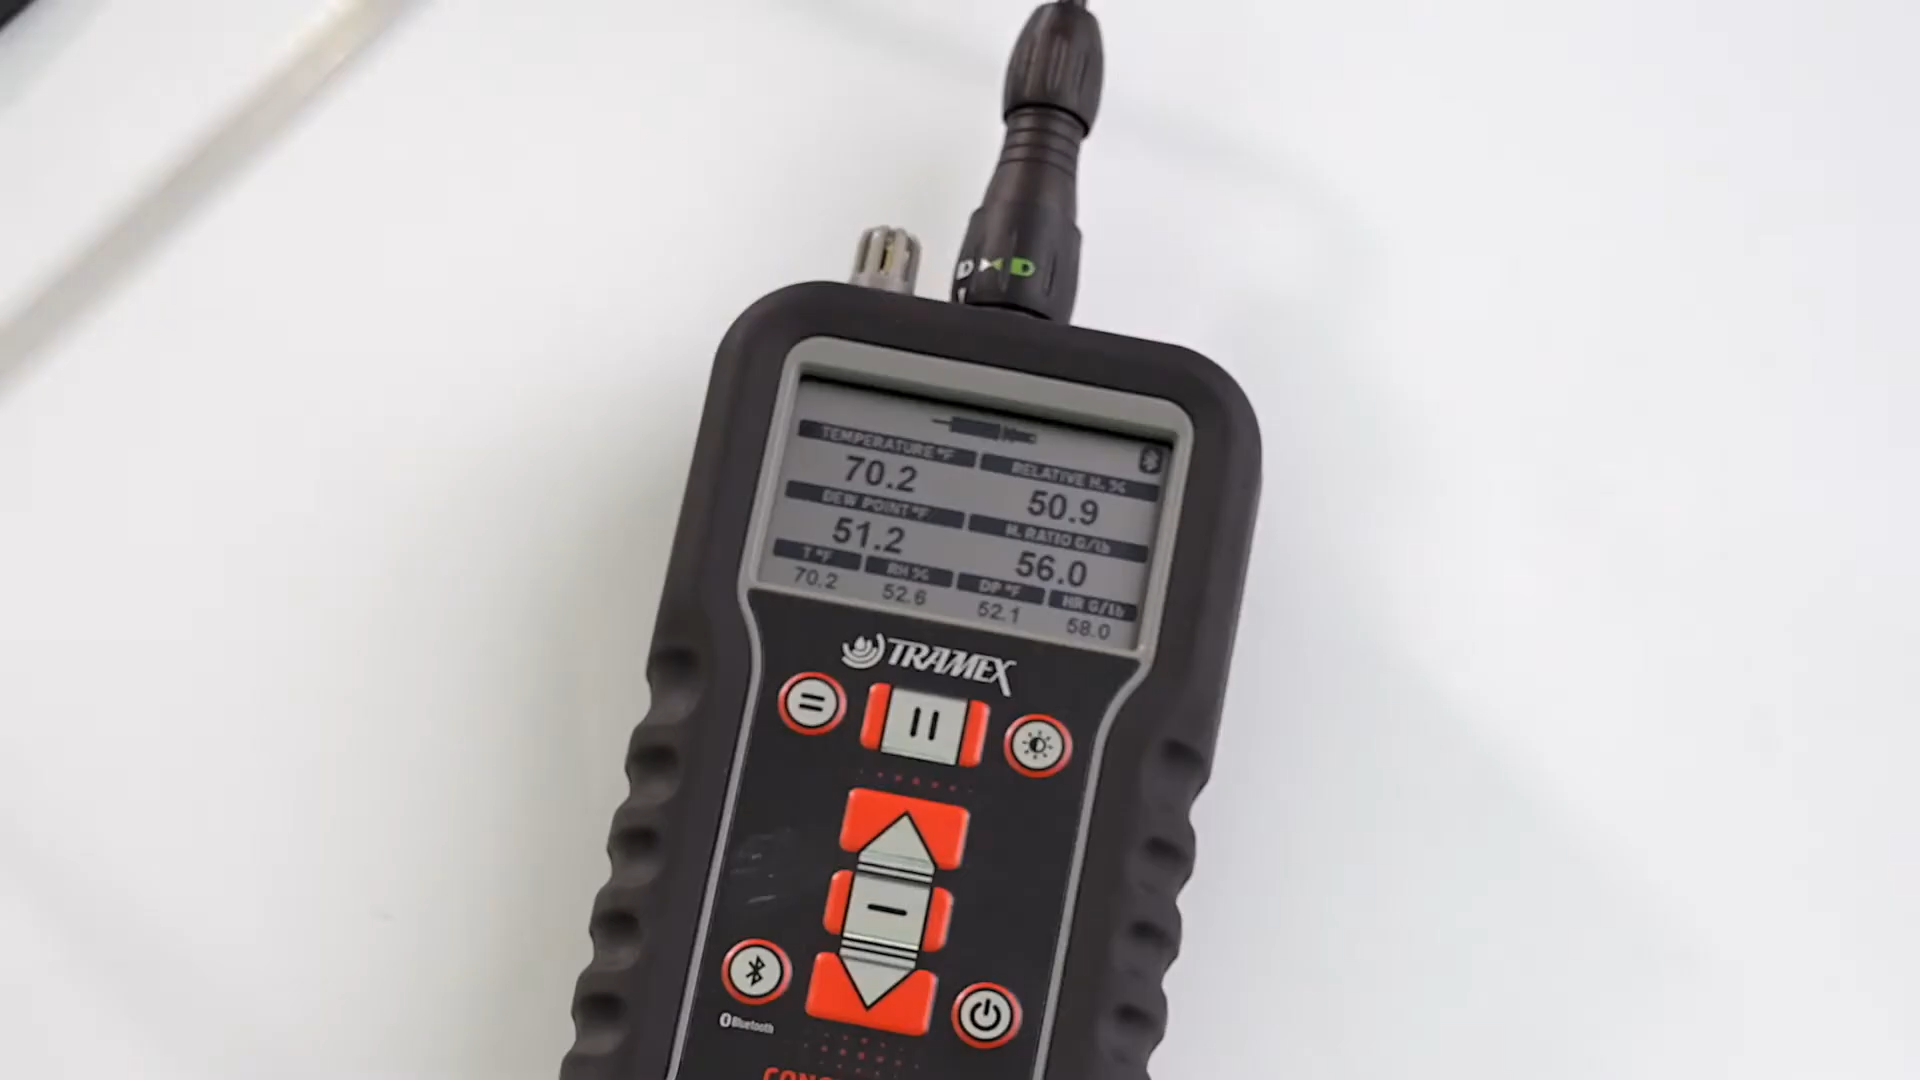 TEMPERATURE °F RELATIVE H. %
70.2 50.9
DEW POINT °F H. RATIO G/lb
51.2 56.0
T °F RH % DP °F HR G/lb
70.2 52.6 52.1 58.0
TRAMEX
Bluetooth